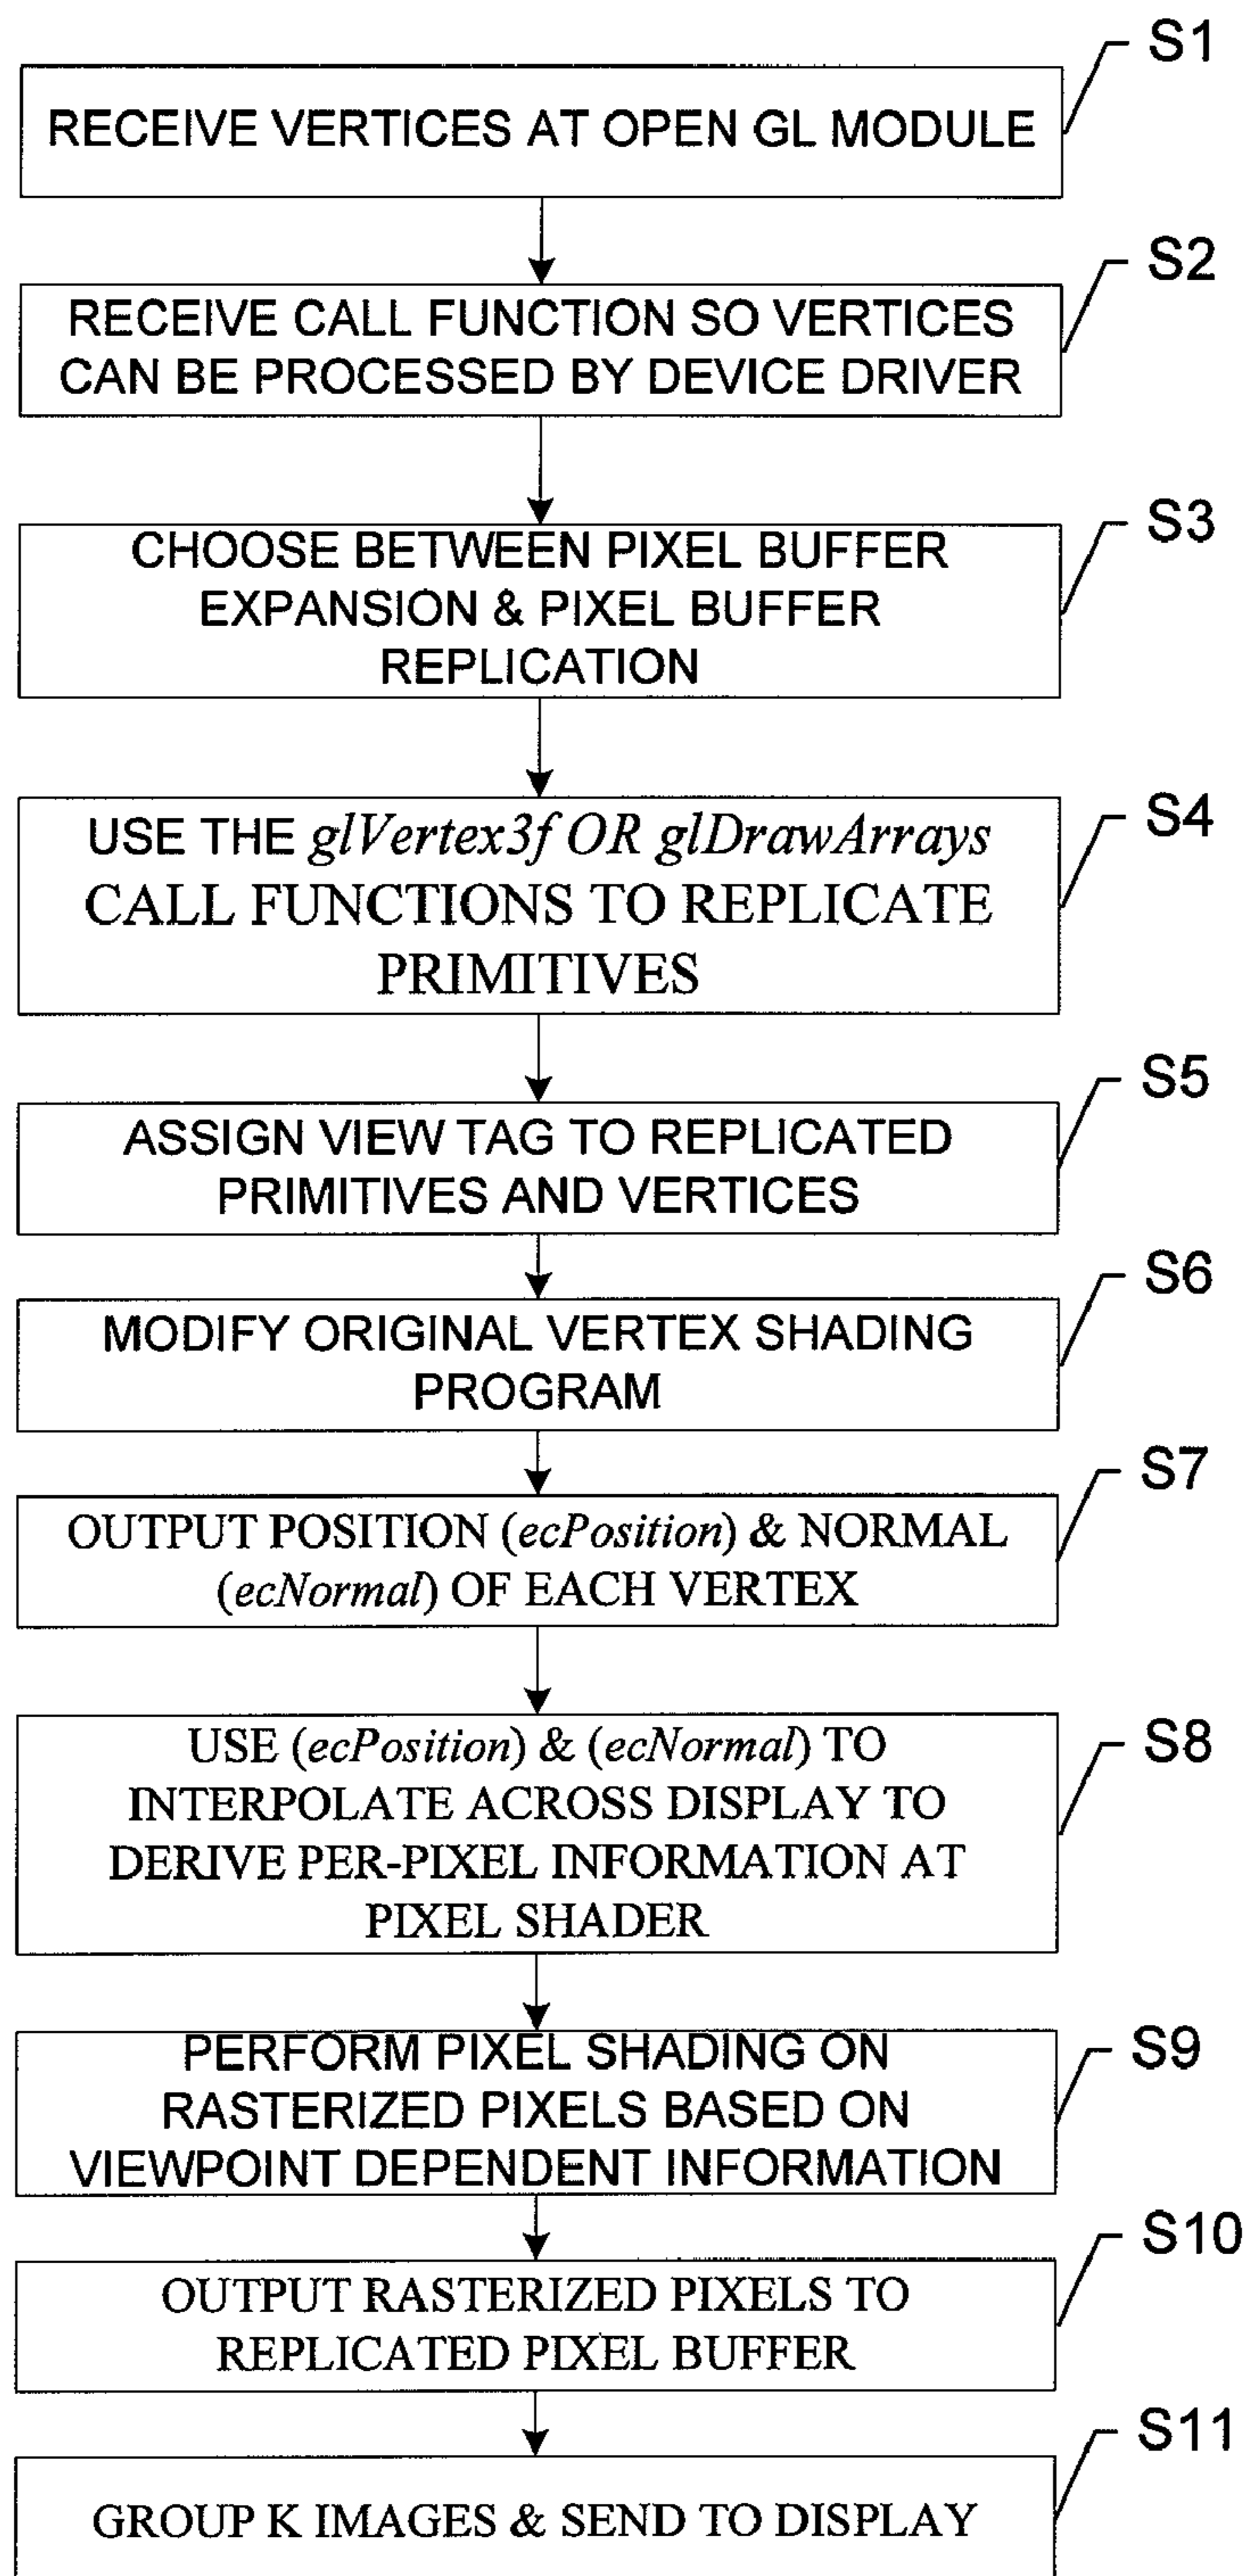 S1
RECEIVE VERTICES AT OPEN GL MODULE
S2
RECEIVE CALL FUNCTION SO VERTICES
CAN BE PROCESSED BY DEVICE DRIVER
S3
CHOOSE BETWEEN PIXEL BUFFER
EXPANSION & PIXEL BUFFER
REPLICATION
S4
USE THE glVertex3f OR glDrawArrays
CALL FUNCTIONS TO REPLICATE
PRIMITIVES
S5
ASSIGN VIEW TAG TO REPLICATED
PRIMITIVES AND VERTICES
S6
MODIFY ORIGINAL VERTEX SHADING
PROGRAM
S7
OUTPUT POSITION (ecPosition) & NORMAL
(ecNormal) OF EACH VERTEX
S8
USE (ecPosition) & (ecNormal) TO
INTERPOLATE ACROSS DISPLAY TO
DERIVE PER-PIXEL INFORMATION AT
PIXEL SHADER
S9
PERFORM PIXEL SHADING ON
RASTERIZED PIXELS BASED ON
VIEWPOINT DEPENDENT INFORMATION
S10
OUTPUT RASTERIZED PIXELS TO
REPLICATED PIXEL BUFFER
S11
GROUP K IMAGES & SEND TO DISPLAY